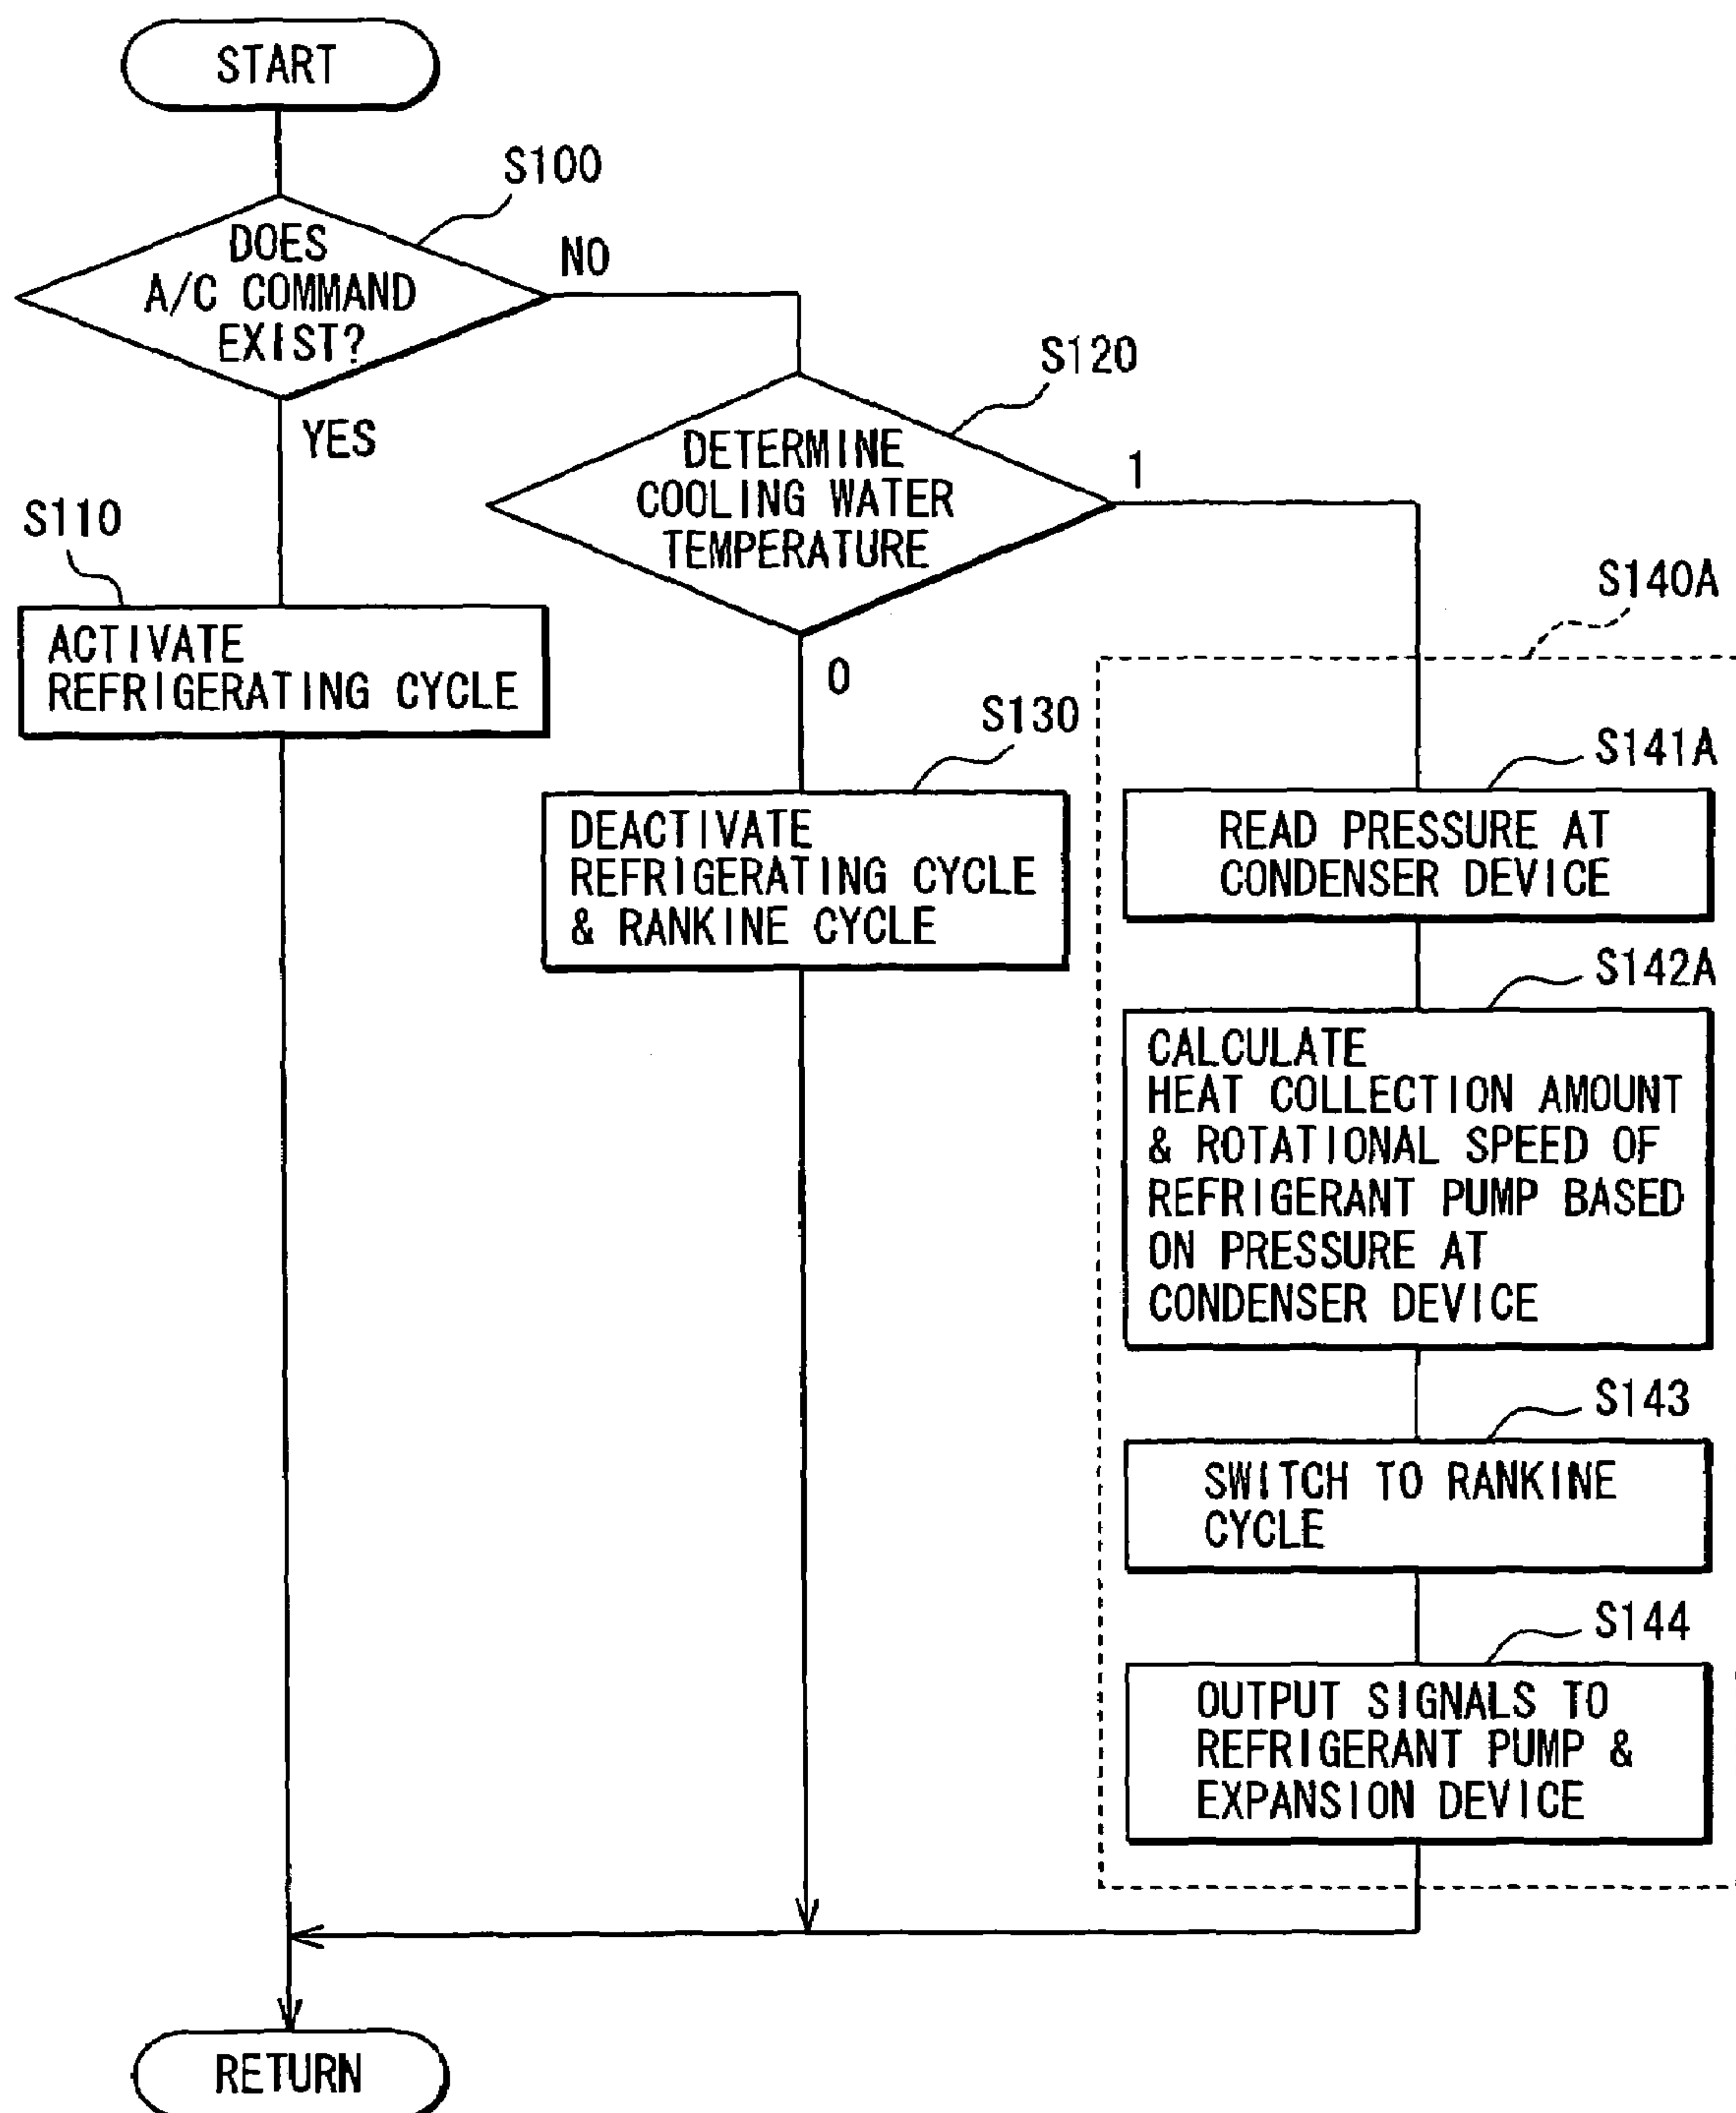 START
S100
DOES
A/C COMMAND
EXIST?
NO
YES
S120
DETERMINE
COOLING WATER
TEMPERATURE
1
0
S110
ACTIVATE
REFRIGERATING CYCLE
S130
DEACTIVATE
REFRIGERATING CYCLE
& RANKINE CYCLE
S140A
S141A
READ PRESSURE AT
CONDENSER DEVICE
S142A
CALCULATE
HEAT COLLECTION AMOUNT
& ROTATIONAL SPEED OF
REFRIGERANT PUMP BASED
ON PRESSURE AT
CONDENSER DEVICE
S143
SWITCH TO RANKINE
CYCLE
S144
OUTPUT SIGNALS TO
REFRIGERANT PUMP &
EXPANSION DEVICE
RETURN